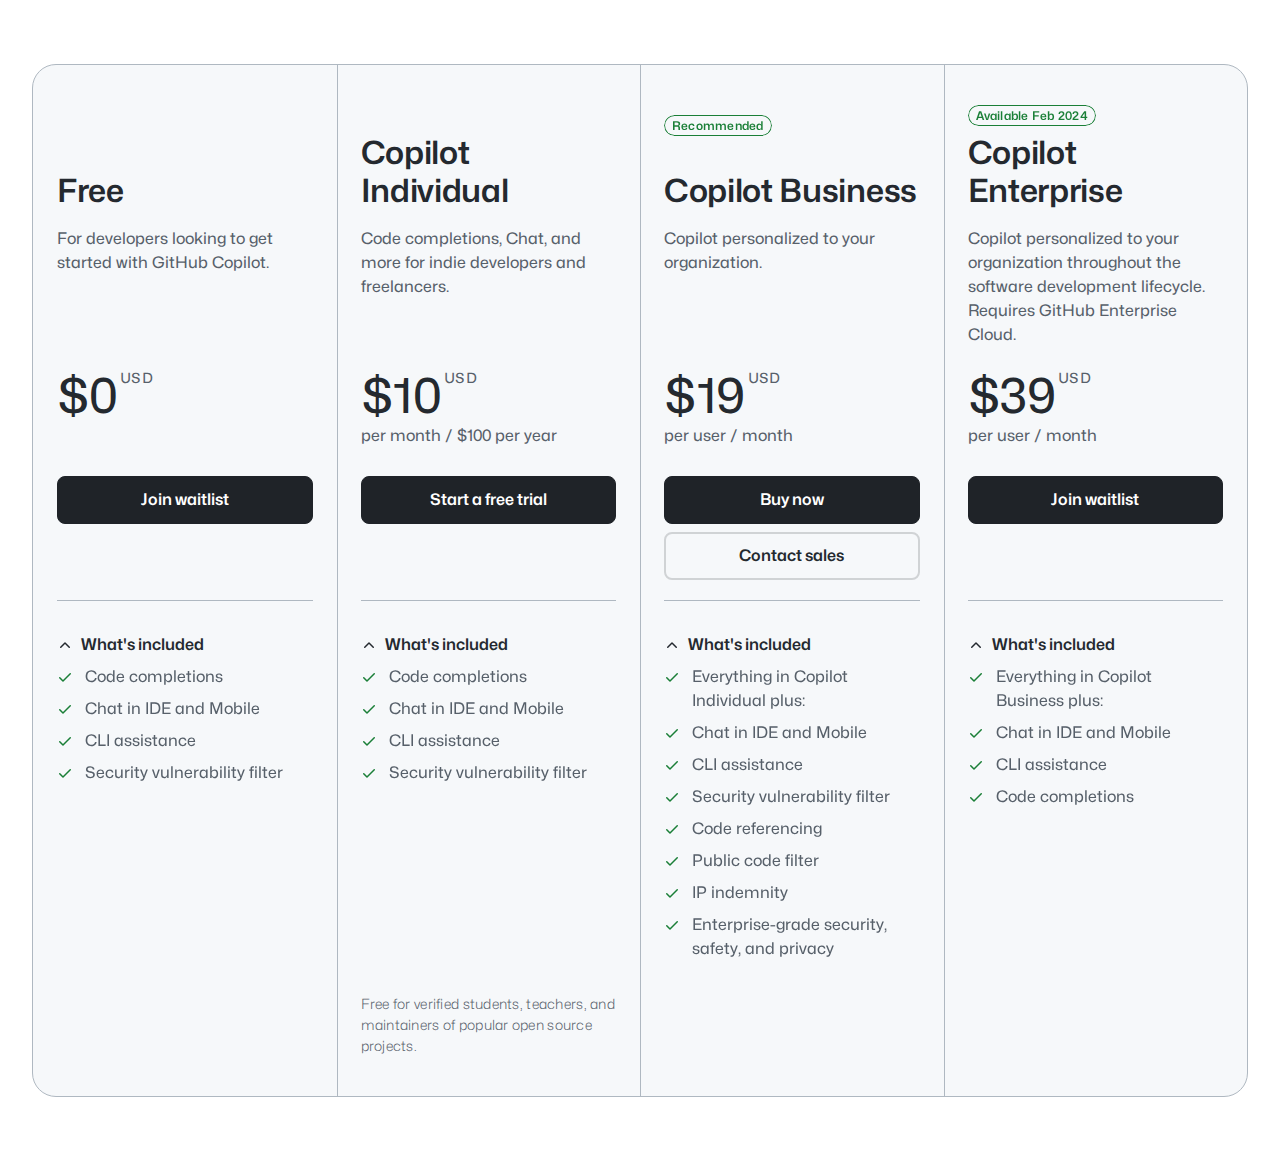 Free
For developers looking to get
started with GitHub Copilot.
$0 USD
Join waitlist
What's included
Code completions
Chat in IDE and Mobile
CLI assistance
Security vulnerability filter
Copilot
Individual
Code completions, Chat, and
more for indie developers and
freelancers.
$10 USD
per month / $100 per year
Start a free trial
What's included
Code completions
Chat in IDE and Mobile
CLI assistance
Security vulnerability filter
Free for verified students, teachers, and
maintainers of popular open source
projects.
Recommended
Copilot Business
Copilot personalized to your
organization.
$19 USD
per user / month
Buy now
Contact sales
What's included
Everything in Copilot
Individual plus:
Chat in IDE and Mobile
CLI assistance
Security vulnerability filter
Code referencing
Public code filter
IP indemnity
Enterprise-grade security,
safety, and privacy
Available Feb 2024
Copilot
Enterprise
Copilot personalized to your
organization throughout the
software development lifecycle.
Requires GitHub Enterprise
Cloud.
$39 USD
per user / month
Join waitlist
What's included
Everything in Copilot
Business plus:
Chat in IDE and Mobile
CLI assistance
Code completions